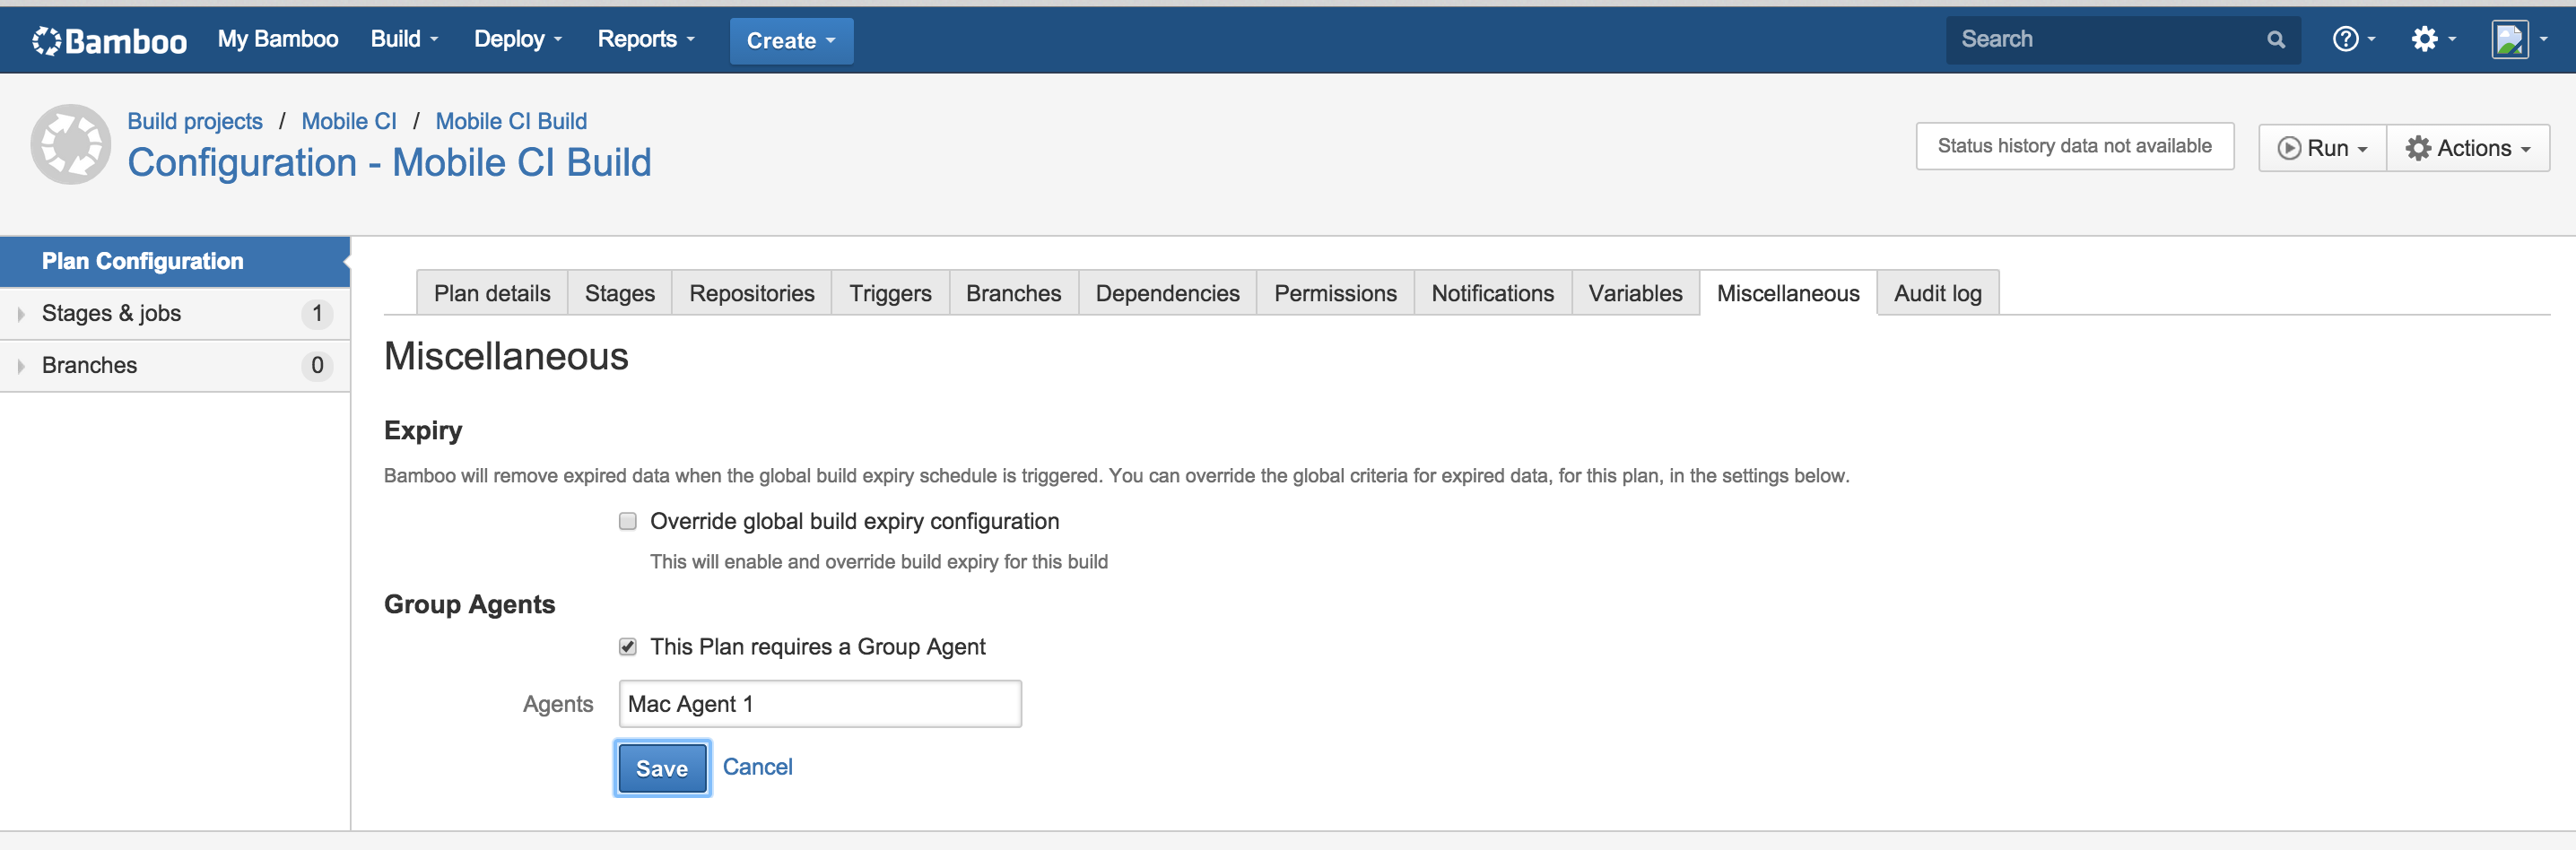 Bamboo My Bamboo Build Deploy Reports Create Search
Build projects / Mobile CI / Mobile CI Build
Configuration - Mobile CI Build
Status history data not available Run Actions
Plan Configuration
Stages & jobs 1
Branches 0
Plan details Stages Repositories Triggers Branches Dependencies Permissions Notifications Variables Miscellaneous Audit log
Miscellaneous
Expiry
Bamboo will remove expired data when the global build expiry schedule is triggered. You can override the global criteria for expired data, for this plan, in the settings below.
Override global build expiry configuration
This will enable and override build expiry for this build
Group Agents
This Plan requires a Group Agent
Agents Mac Agent 1
Save Cancel